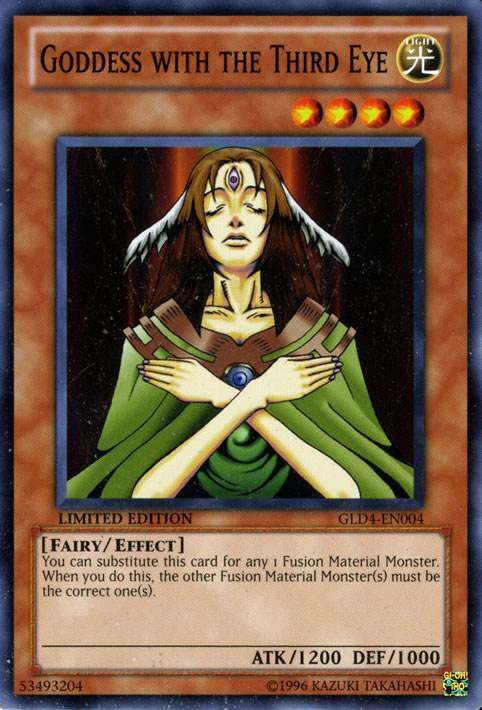 GODDESS WITH THE THIRD EYE
LIGHT
光
LIMITED EDITION
GLD4-EN004
[FAIRY/EFFECT]
You can substitute this card for any 1 Fusion Material Monster.
When you do this, the other Fusion Material Monster(s) must be
the correct one(s).
ATK/1200 DEF/1000
53493204
©1996 KAZUKI TAKAHASHI